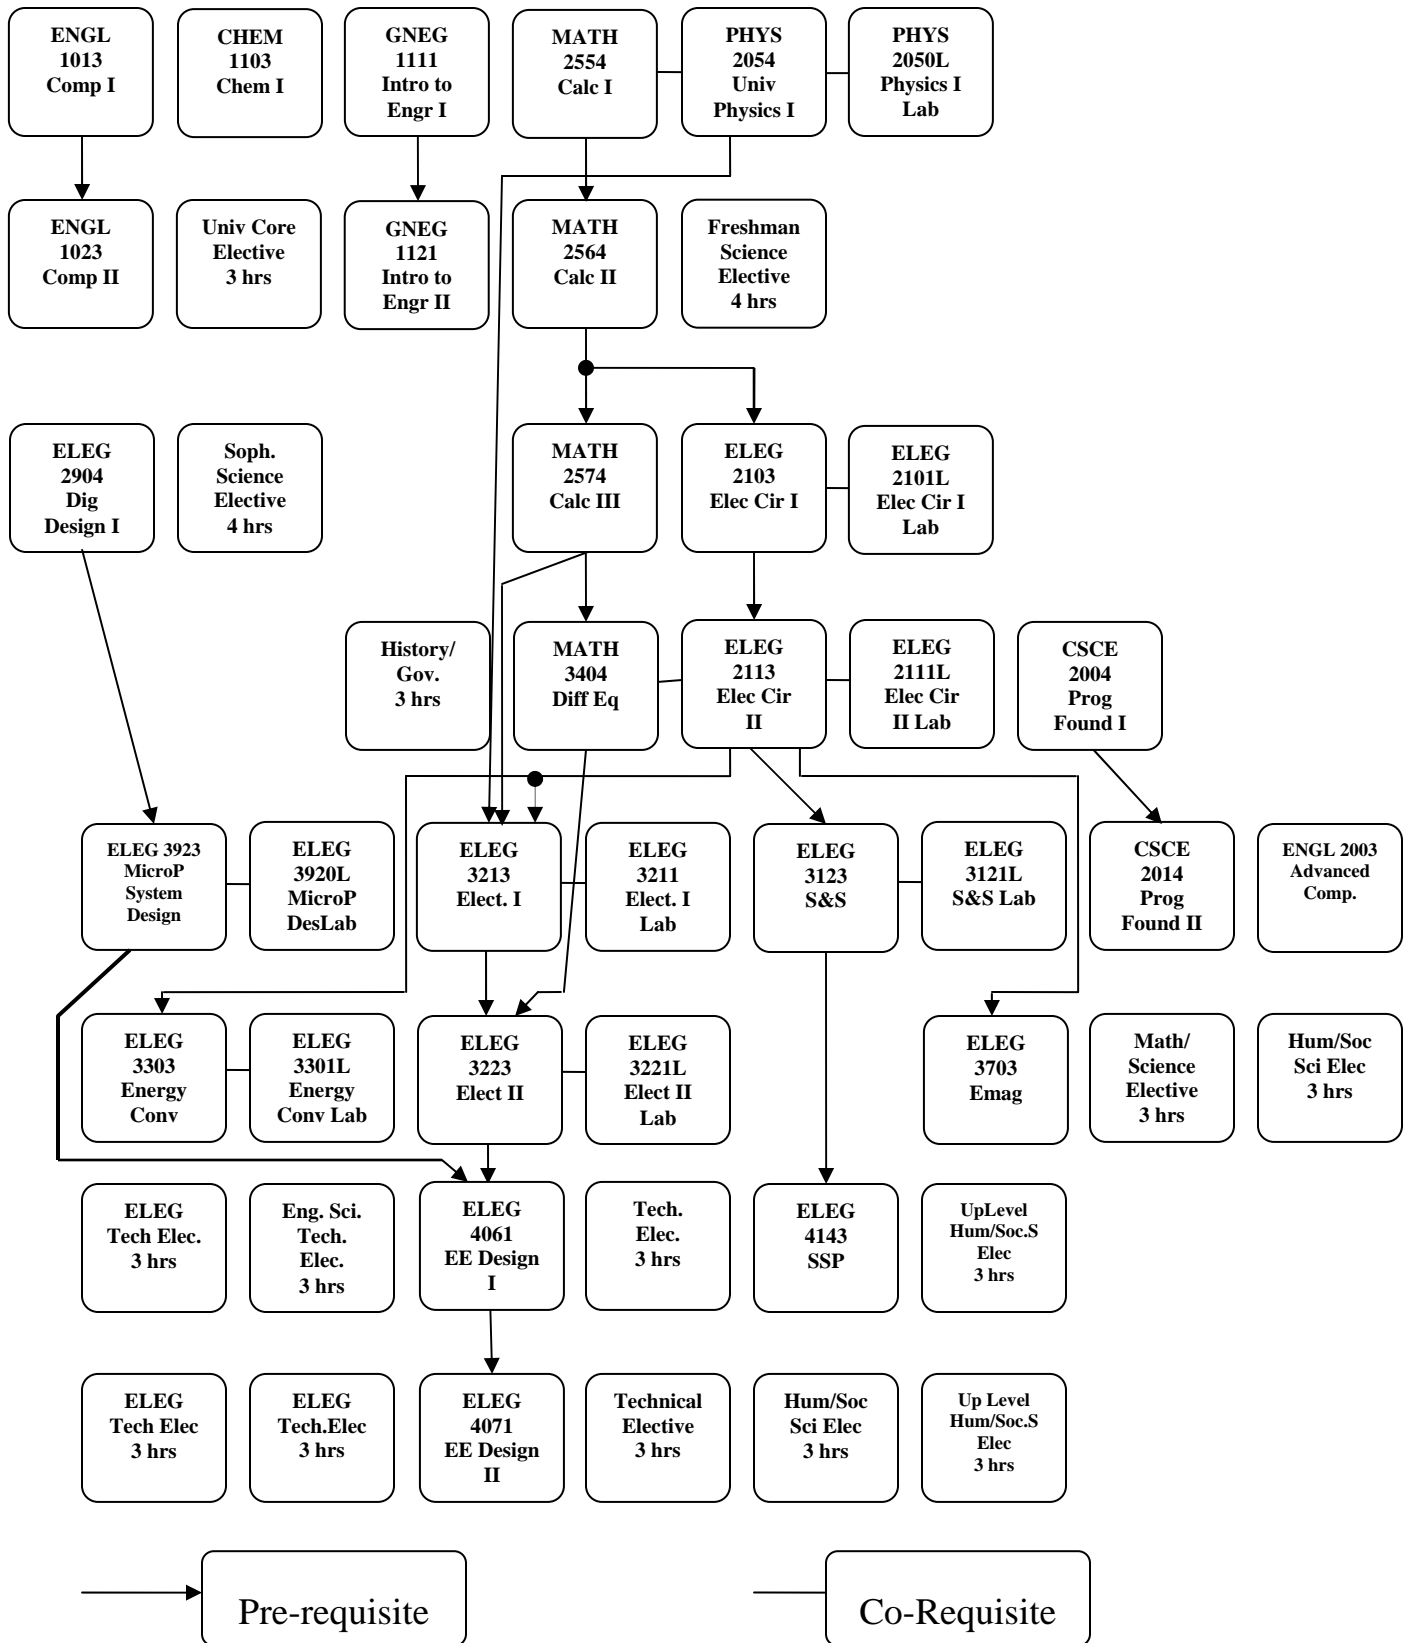 ENGL
1013
Comp I
CHEM
1103
Chem I
GNEG
1111
Intro to
Engr I
MATH
2554
Calc I
PHYS
2054
Univ
Physics I
PHYS
2050L
Physics I
Lab
ENGL
1023
Comp II
Univ Core
Elective
3 hrs
GNEG
1121
Intro to
Engr II
MATH
2564
Calc II
Freshman
Science
Elective
4 hrs
ELEG
2904
Dig
Design I
Soph.
Science
Elective
4 hrs
MATH
2574
Calc III
ELEG
2103
Elec Cir I
ELEG
2101L
Elec Cir I
Lab
History/
Gov.
3 hrs
MATH
3404
Diff Eq
ELEG
2113
Elec Cir
II
ELEG
2111L
Elec Cir
II Lab
CSCE
2004
Prog
Found I
ELEG 3923
MicroP
System
Design
ELEG
3920L
MicroP
DesLab
ELEG
3213
Elect. I
ELEG
3211
Elect. I
Lab
ELEG
3123
S&S
ELEG
3121L
S&S Lab
CSCE
2014
Prog
Found II
ENGL 2003
Advanced
Comp.
ELEG
3303
Energy
Conv
ELEG
3301L
Energy
Conv Lab
ELEG
3223
Elect II
ELEG
3221L
Elect II
Lab
ELEG
3703
Emag
Math/
Science
Elective
3 hrs
Hum/Soc
Sci Elec
3 hrs
ELEG
Tech Elec.
3 hrs
Eng. Sci.
Tech.
Elec.
3 hrs
ELEG
4061
EE Design
I
Tech.
Elec.
3 hrs
ELEG
4143
SSP
UpLevel
Hum/Soc.S
Elec
3 hrs
ELEG
Tech Elec
3 hrs
ELEG
Tech.Elec
3 hrs
ELEG
4071
EE Design
II
Technical
Elective
3 hrs
Hum/Soc
Sci Elec
3 hrs
Up Level
Hum/Soc.S
Elec
3 hrs
Pre-requisite
Co-Requisite